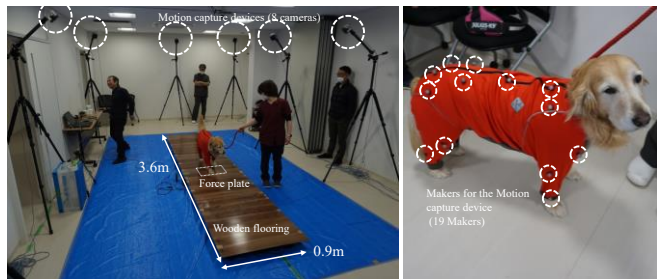 Motion capture devices (8 cameras)
3.6m
Force plate
Wooden flooring
0.9m
Makers for the Motion
capture device
(19 Makers)